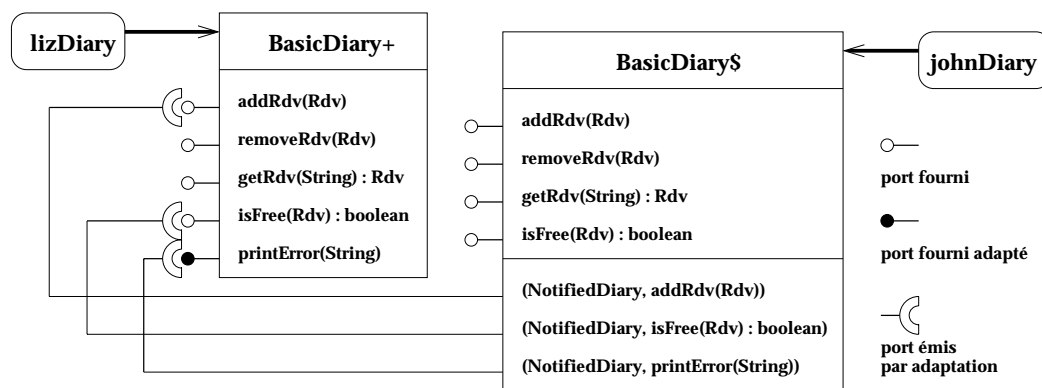 lizDiary
BasicDiary+
addRdv(Rdv)
removeRdv(Rdv)
getRdv(String) : Rdv
isFree(Rdv) : boolean
printError(String)
BasicDiary$
addRdv(Rdv)
removeRdv(Rdv)
getRdv(String) : Rdv
isFree(Rdv) : boolean
(NotifiedDiary, addRdv(Rdv))
(NotifiedDiary, isFree(Rdv) : boolean)
(NotifiedDiary, printError(String))
johnDiary
port fourni
port fourni adapté
port émis
par adaptation